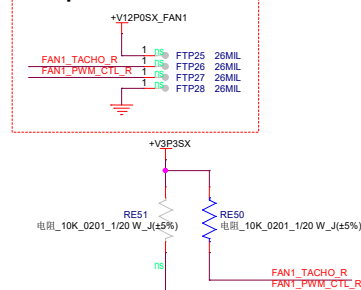 +V12P0SX_FAN1
1 ns FTP25 26MIL
FAN1_TACHO_R 1 ns FTP26 26MIL
FAN1_PWM_CTL_R 1 ns FTP27 26MIL
1 ns FTP28 26MIL
+V3P3SX
RE51 RE50
电阻_10K_0201_1/20 W_J(±5%) 电阻_10K_0201_1/20 W_J(±5%)
ns
FAN1_TACHO_R
FAN1_PWM_CTL_R